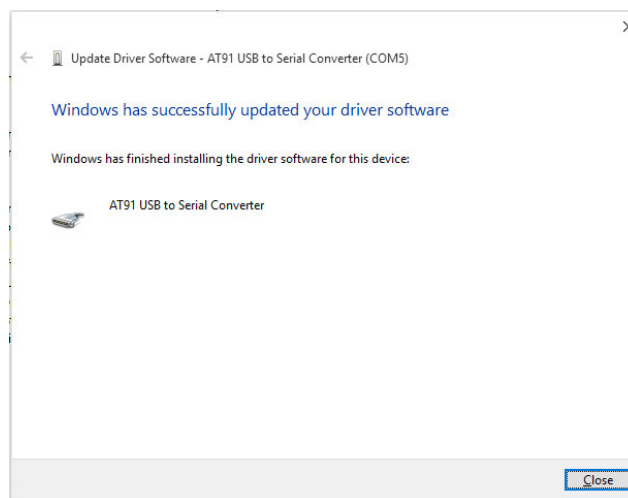 Update Driver Software - AT91 USB to Serial Converter (COM5)
Windows has successfully updated your driver software
Windows has finished installing the driver software for this device:
AT91 USB to Serial Converter
Close